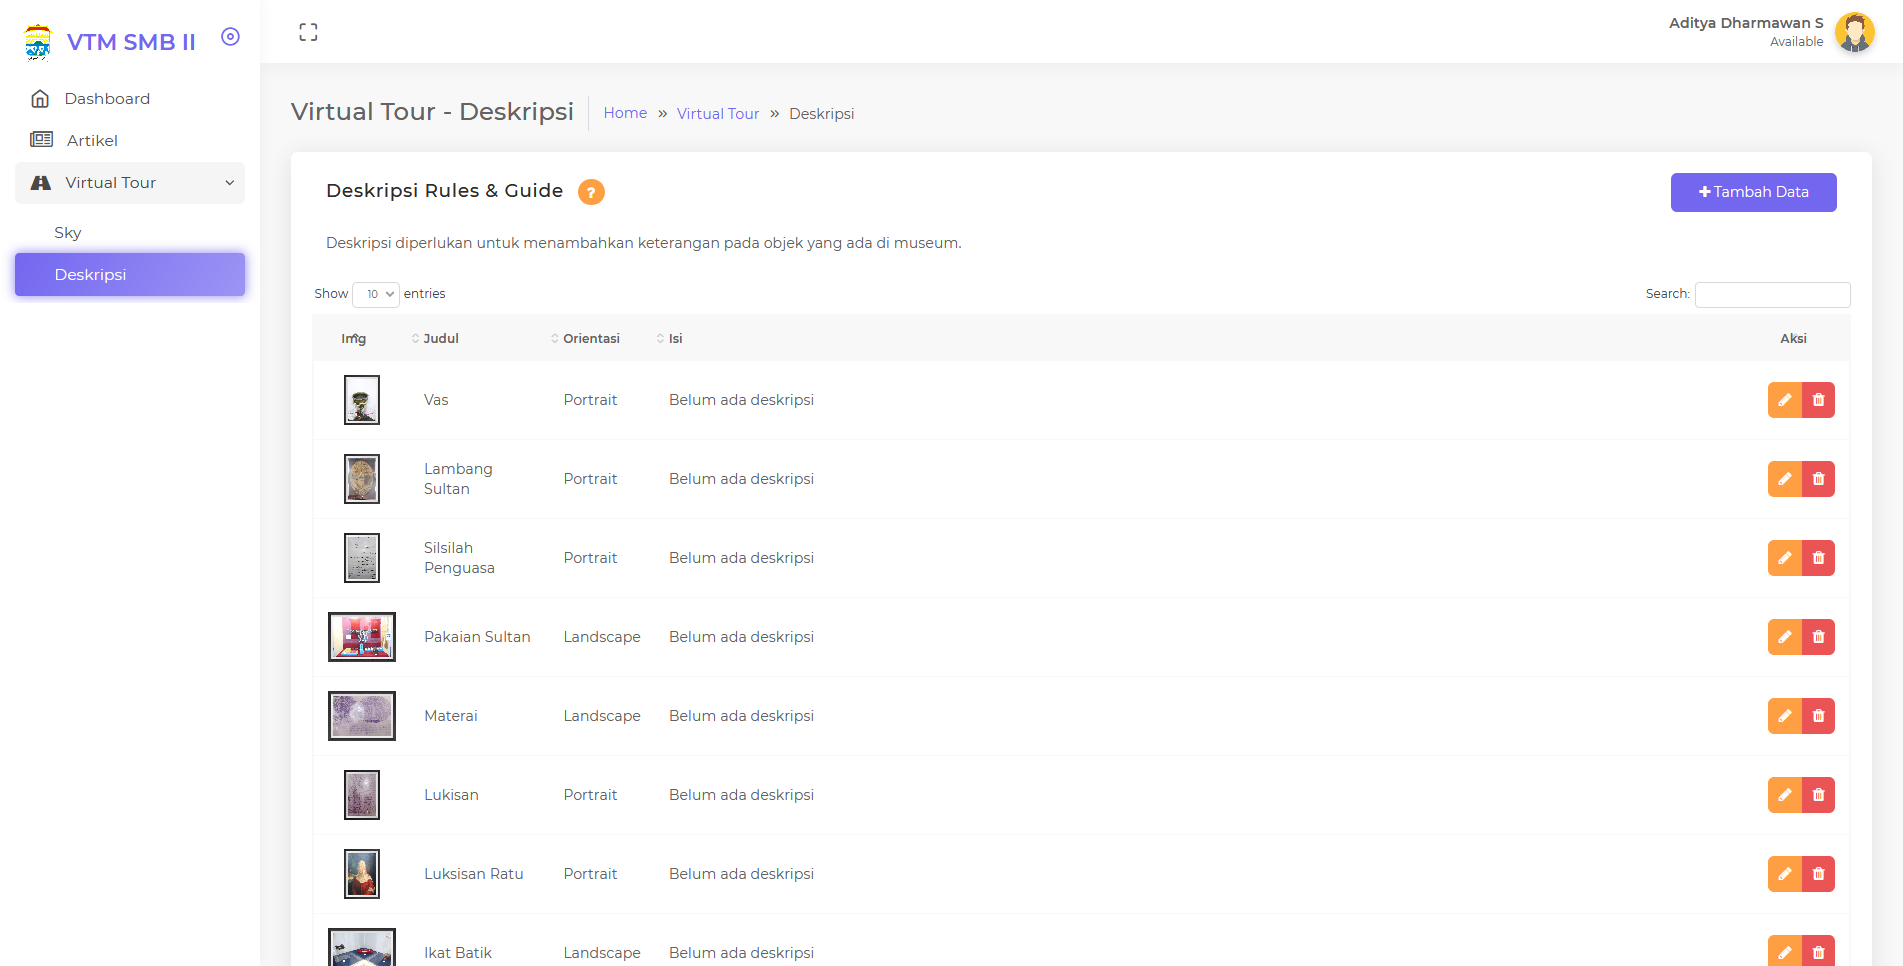 VTM SMB II
Aditya Dharmawan S
Available
Dashboard
Artikel
Virtual Tour
Sky
Deskripsi
Virtual Tour - Deskripsi
Home » Virtual Tour » Deskripsi
Deskripsi Rules & Guide ?
Tambah Data
Deskripsi diperlukan untuk menambahkan keterangan pada objek yang ada di museum.
Show 10 entries
Search:
Img Judul Orientasi Isi Aksi
Vas Portrait Belum ada deskripsi
Lambang Sultan Portrait Belum ada deskripsi
Silsilah Penguasa Portrait Belum ada deskripsi
Pakaian Sultan Landscape Belum ada deskripsi
Materai Landscape Belum ada deskripsi
Lukisan Portrait Belum ada deskripsi
Luksisan Ratu Portrait Belum ada deskripsi
Ikat Batik Landscape Belum ada deskripsi